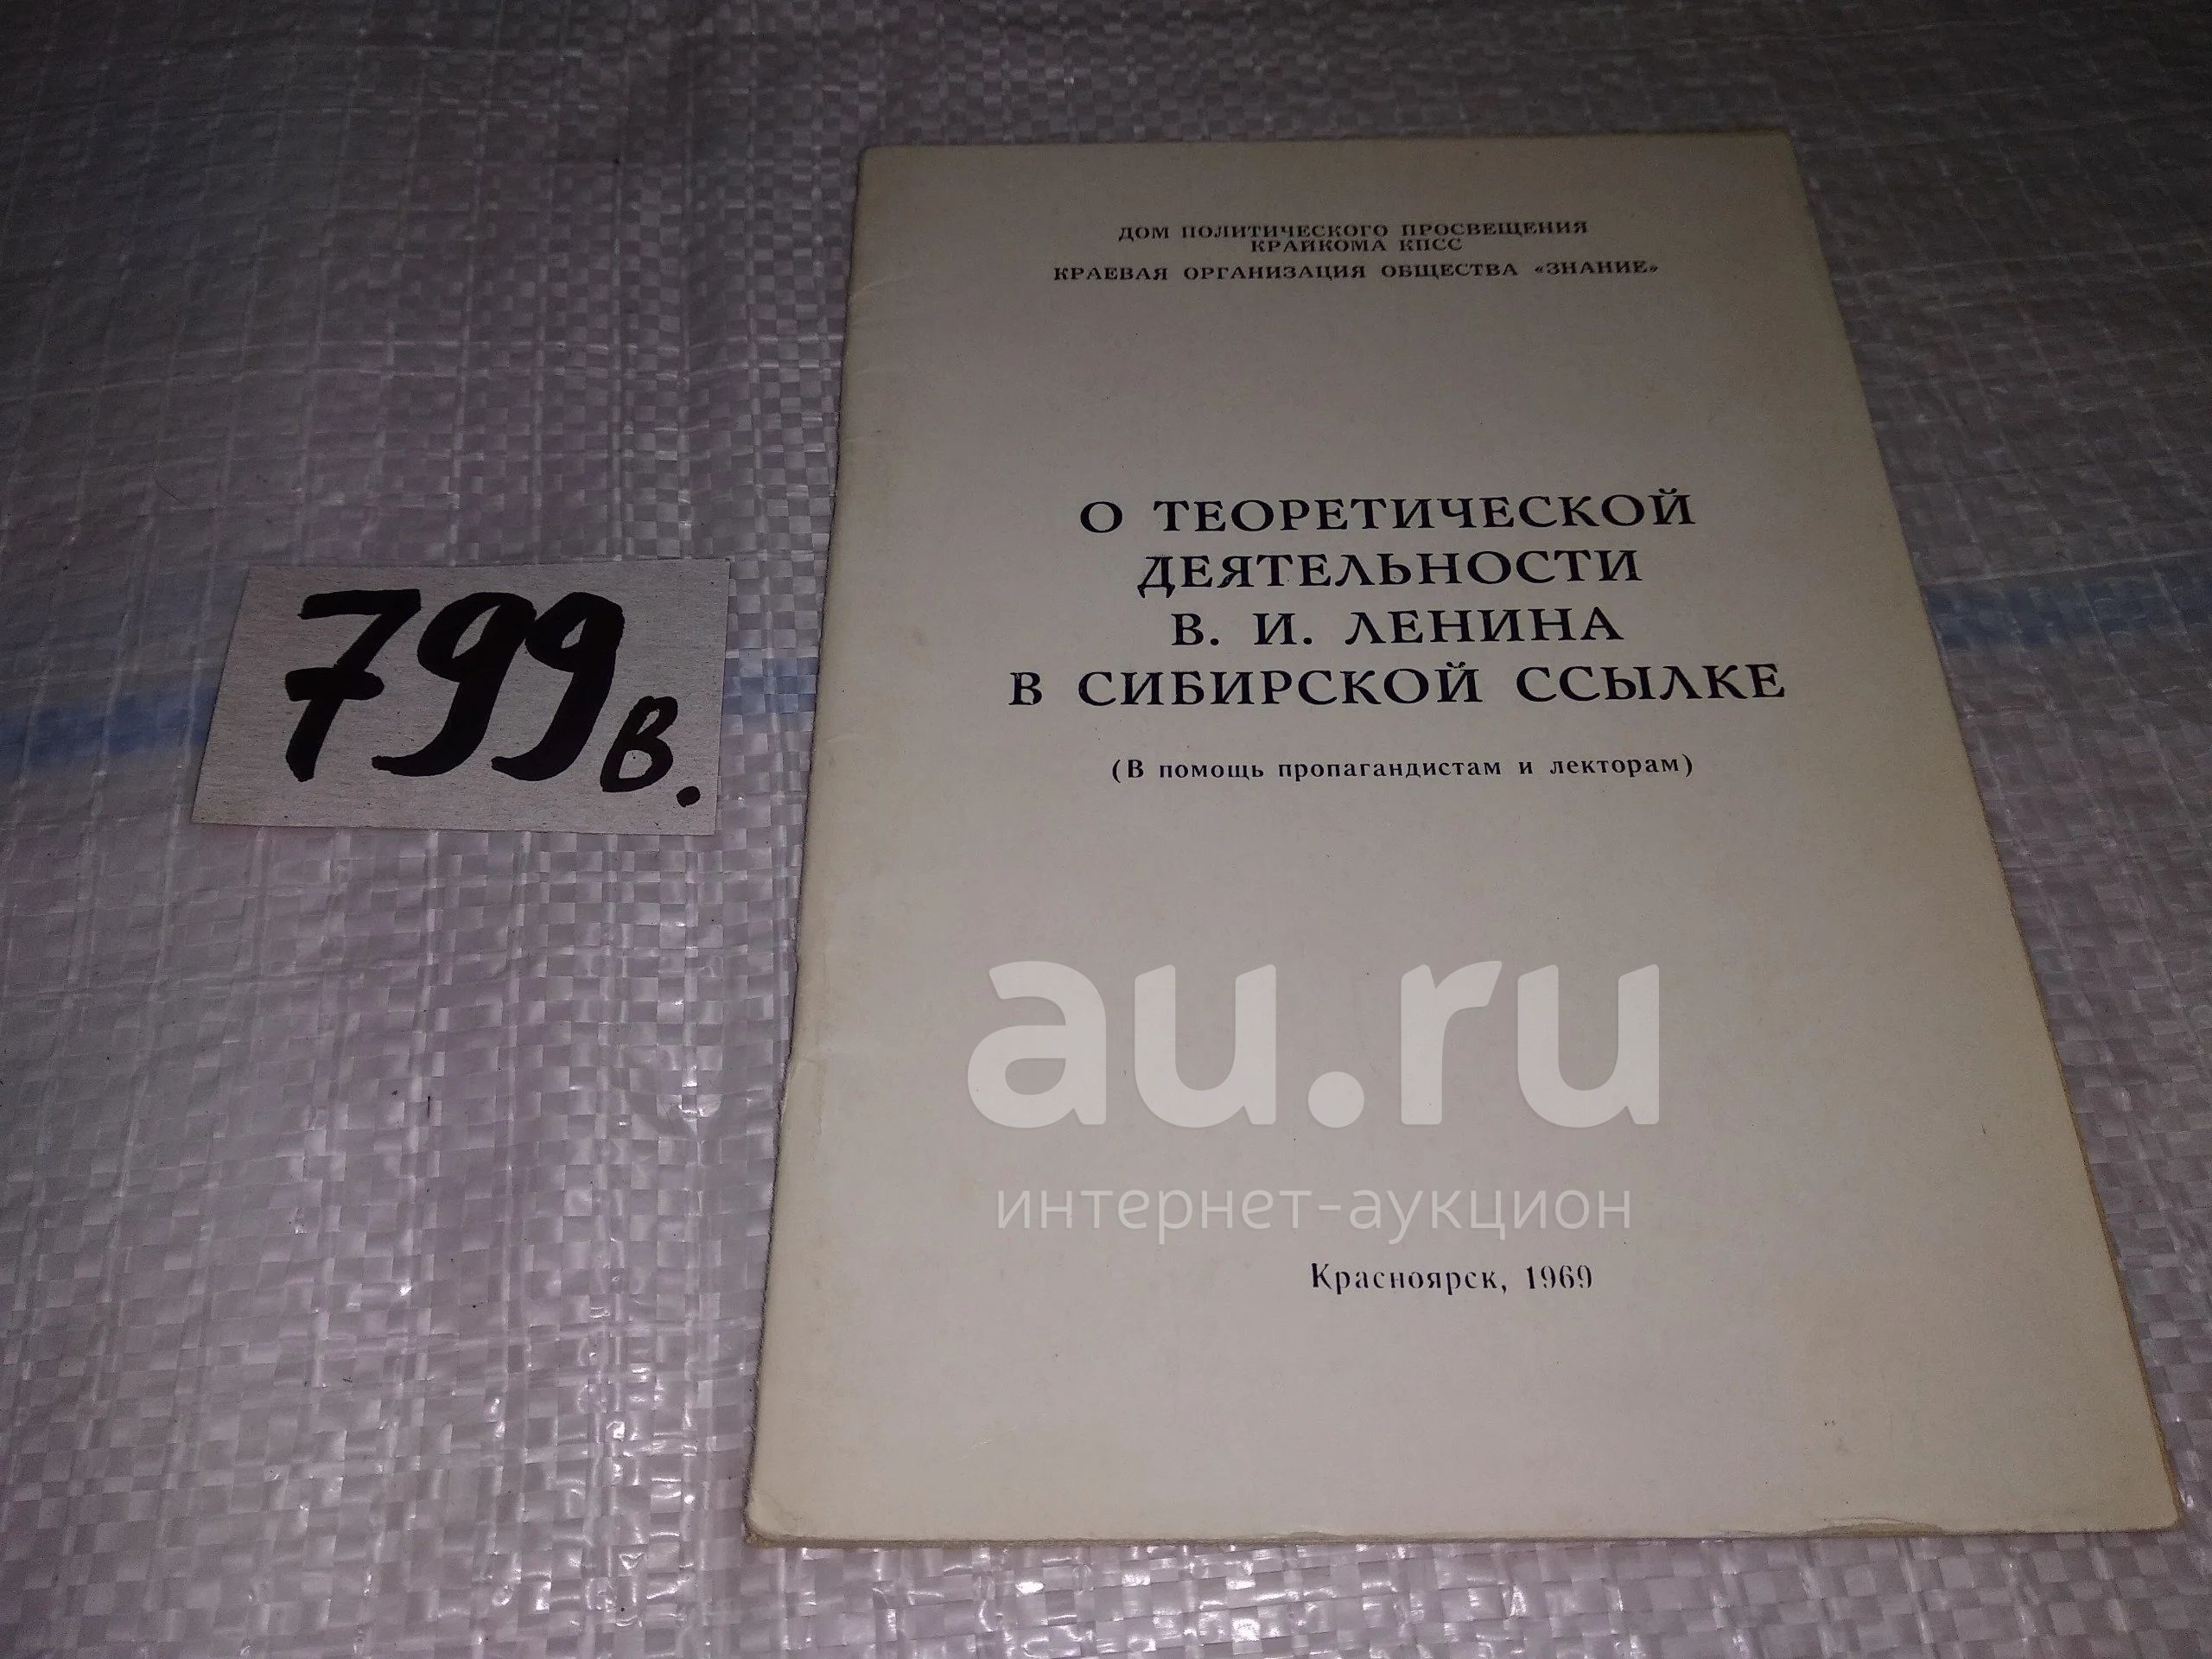 ДОМ ПОЛИТИЧЕСКОГО ПРОСВЕЩЕНИЯ
КРАЙКОМА КПСС
КРАЕВАЯ ОРГАНИЗАЦИЯ ОБЩЕСТВА «ЗНАНИЕ»
О ТЕОРЕТИЧЕСКОЙ
ДЕЯТЕЛЬНОСТИ
В. И. ЛЕНИНА
В СИБИРСКОЙ ССЫЛКЕ
(В помощь пропагандистам и лекторам)
799в.
au.ru
интернет-аукцион
Красноярск, 1969